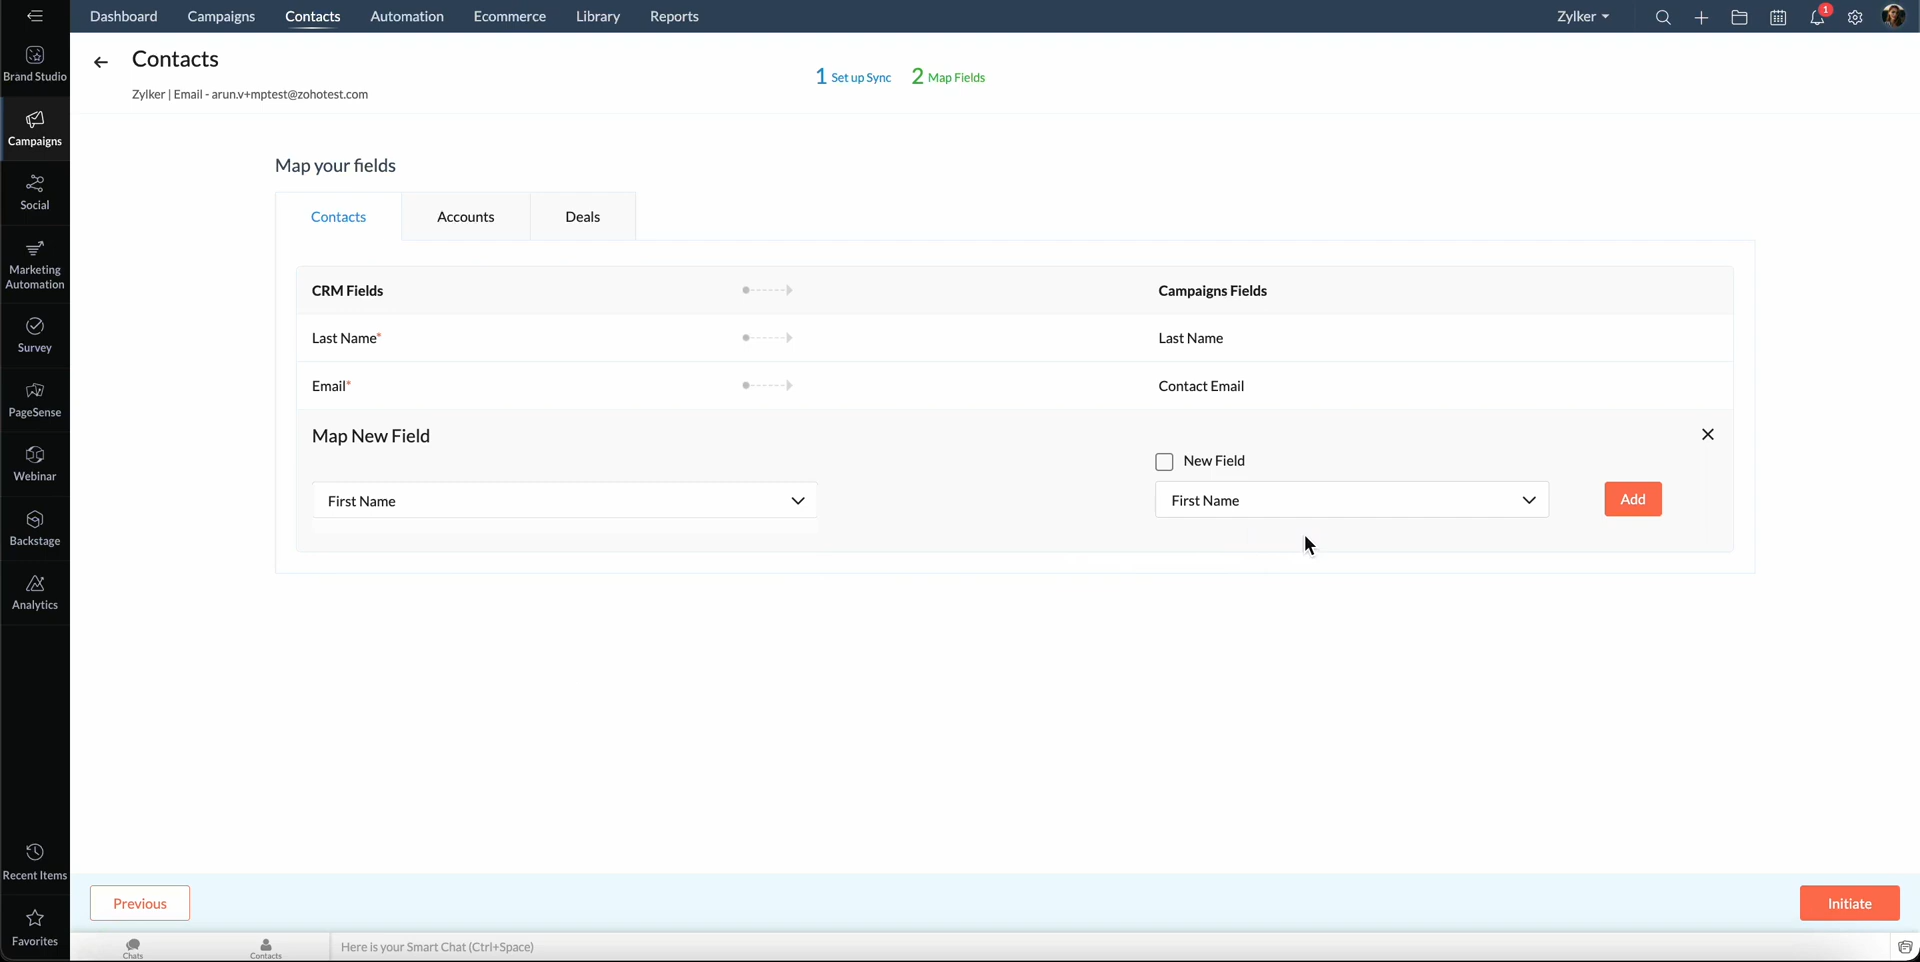 Dashboard Campaigns Contacts Automation Ecommerce Library Reports Zylker 1
Brand Studio
Campaigns
Social
Marketing
Automation
Survey
PageSense
Webinar
Backstage
Analytics
Recent Items
Favorites
Contacts
Zylker | Email - arun.v+mptest@zohotest.com
1 Set up Sync 2 Map Fields
Map your fields
Contacts Accounts Deals
CRM Fields Campaigns Fields
Last Name* Last Name
Email* Contact Email
Map New Field
New Field
First Name First Name Add
Previous Initiate
Chats Contacts Here is your Smart Chat (Ctrl+Space)